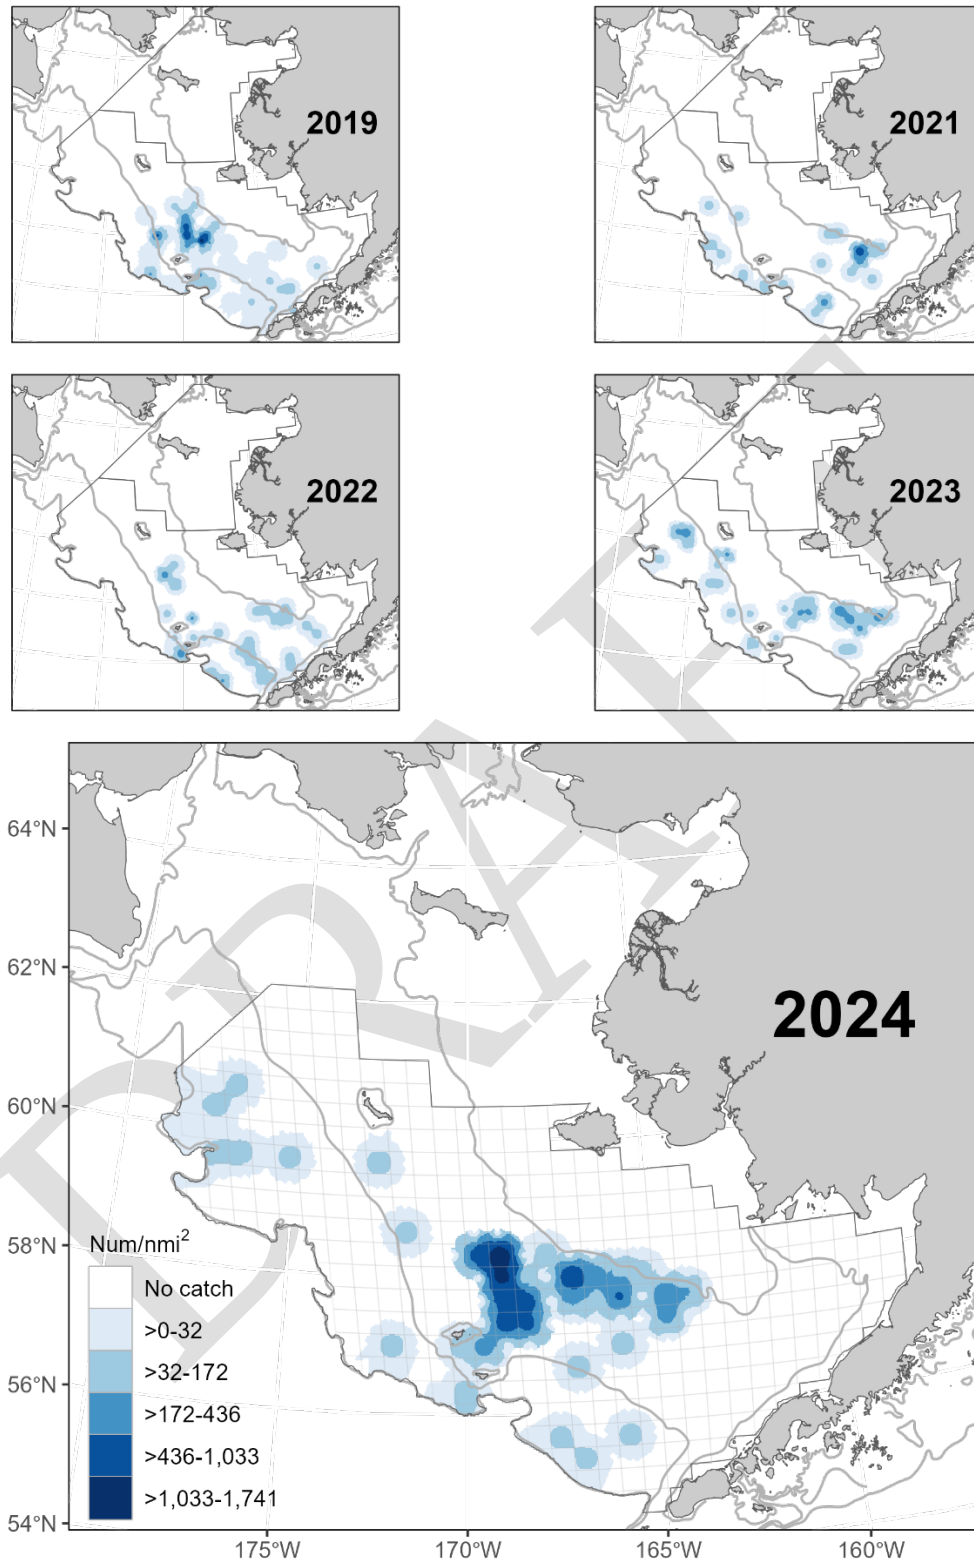 2019
2021
2022
2023
2024
64°N
62°N
60°N
58°N
56°N
54°N
Num/nmi²
No catch
>0-32
>32-172
>172-436
>436-1,033
>1,033-1,741
175°W
170°W
165°W
160°W
DRAFT